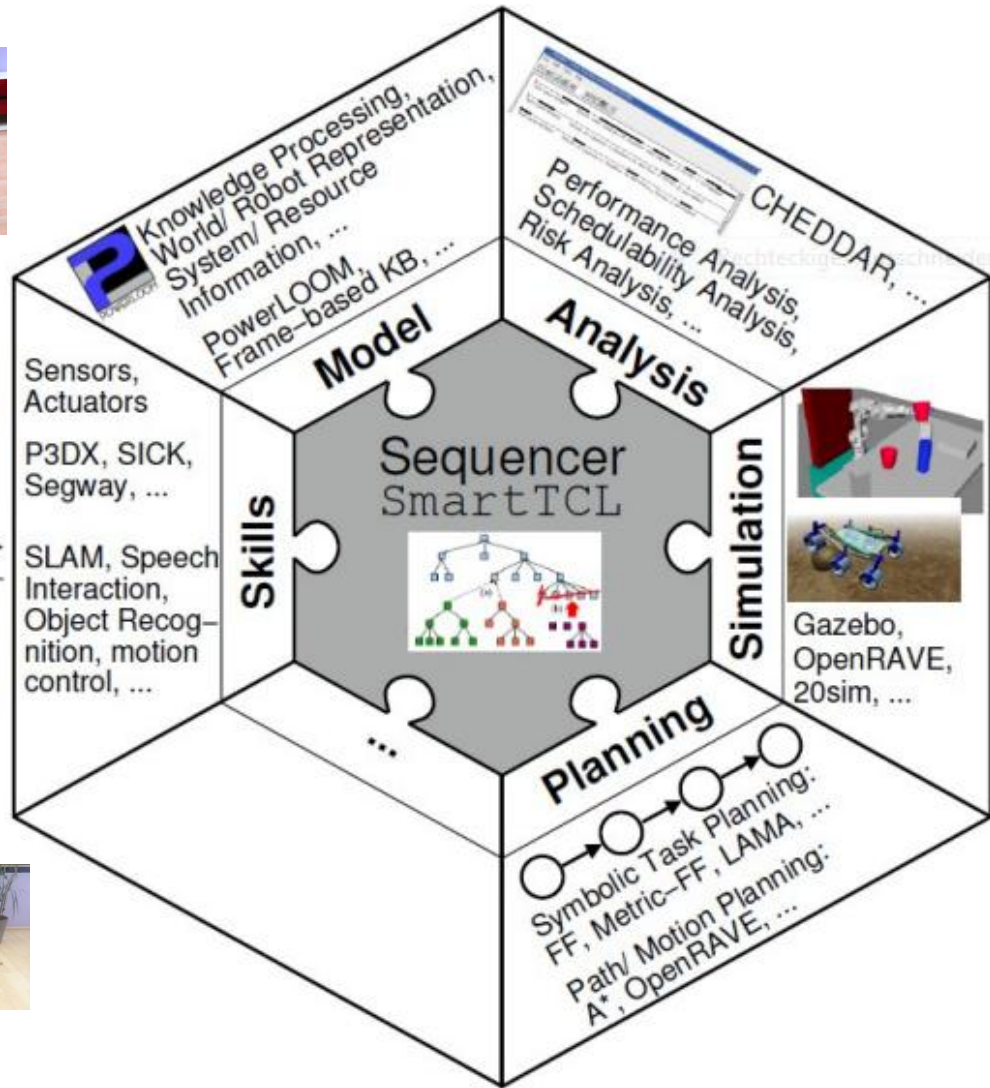 Knowledge Processing,
World/ Robot Representation,
System/ Resource
Information, ...
PowerLOOM,
Frame–based KB, ...
POWERLOOM
Model
Performance Analysis,
Schedulability Analysis,
Risk Analysis, ...
CHEDDAR, ...
Analysis
Sensors,
Actuators
P3DX, SICK,
Segway, ...
SLAM, Speech
Interaction,
Object Recog–
nition, motion
control, ...
Skills
Sequencer
SmartTCL
(a)
(b)
Simulation
Gazebo,
OpenRAVE,
20sim, ...
...
Planning
Symbolic Task Planning:
FF, Metric–FF, LAMA, ...
Path/ Motion Planning:
A*, OpenRAVE, ...